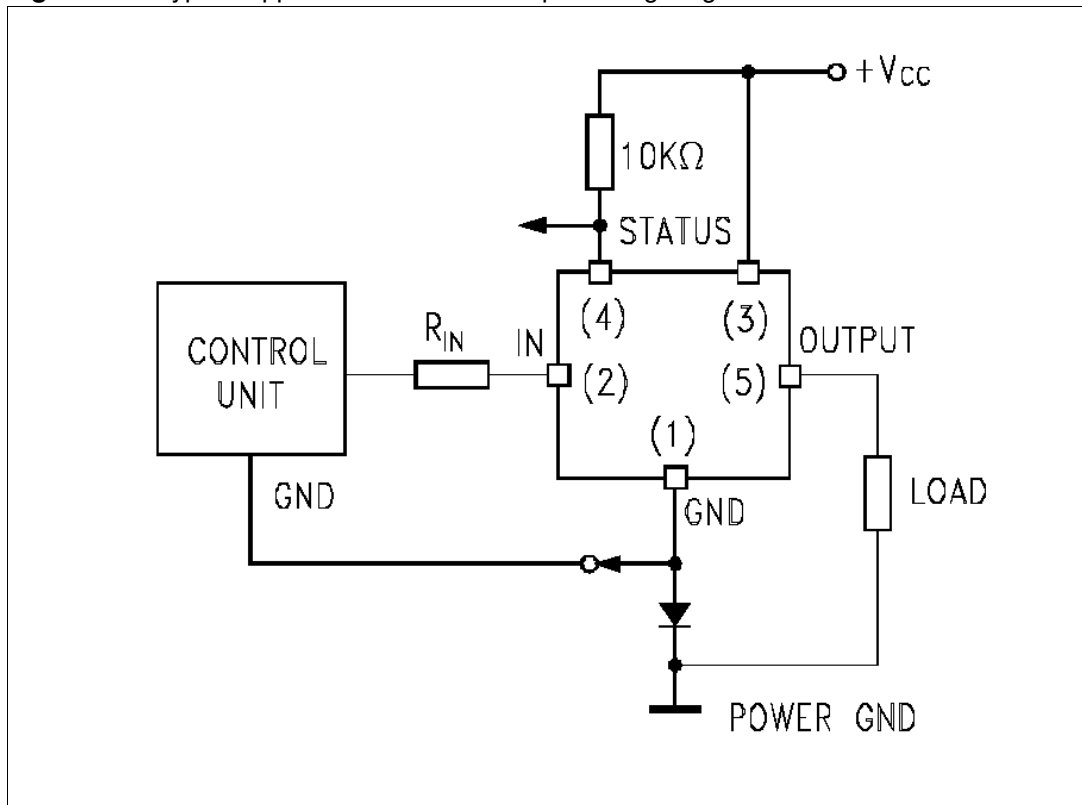 +VCC
10KΩ
STATUS
(4)
(3)
CONTROL
UNIT
RIN
IN
(2)
OUTPUT
(5)
(1)
GND
GND
LOAD
POWER GND